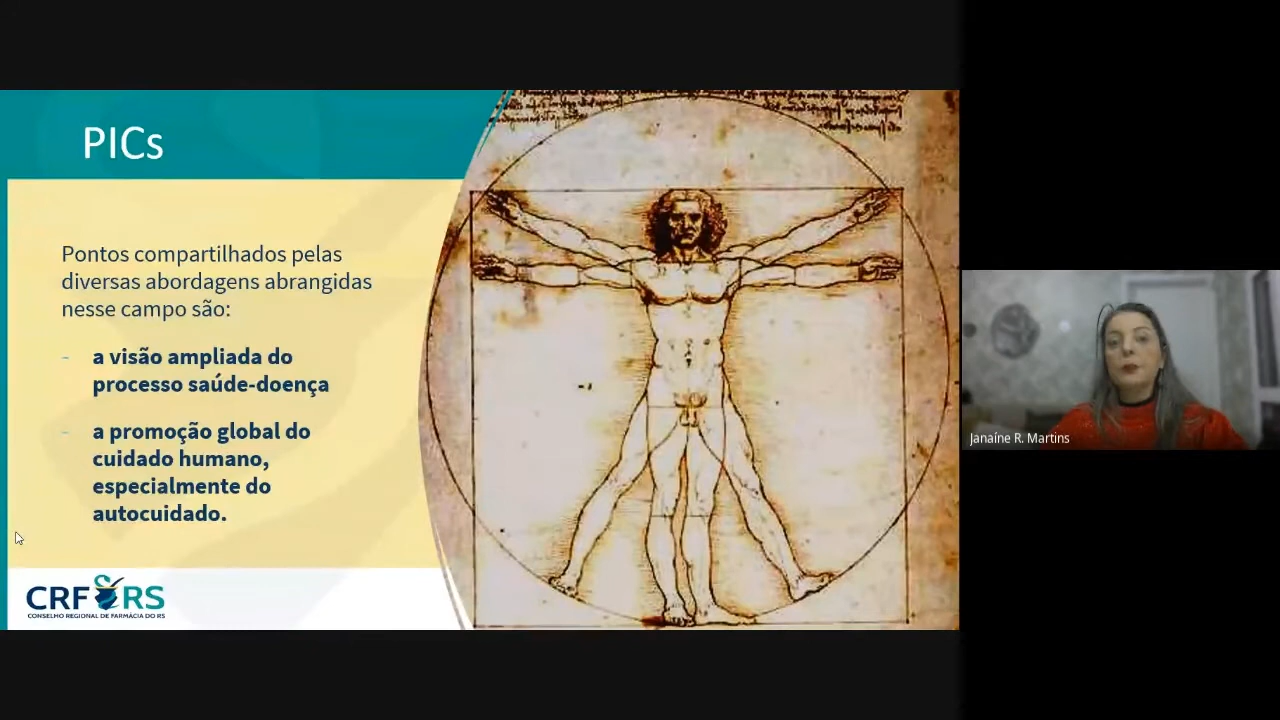 PICs
Pontos compartilhados pelas
diversas abordagens abrangidas
nesse campo são:
- a visão ampliada do
processo saúde-doença
- a promoção global do
cuidado humano,
especialmente do
autocuidado.
CRF RS
CONSELHO REGIONAL DE FARMÁCIA DO RS
Janaíne R. Martins